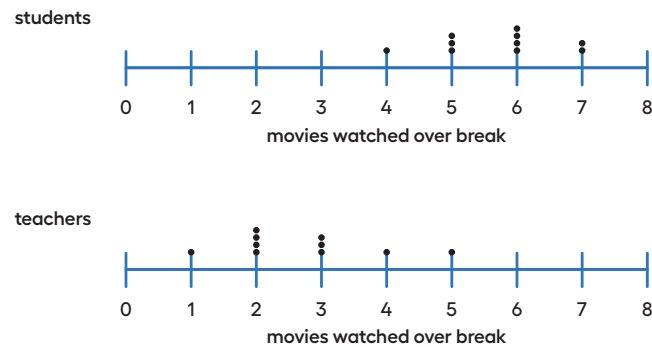 students
0 1 2 3 4 5 6 7 8
movies watched over break
teachers
0 1 2 3 4 5 6 7 8
movies watched over break